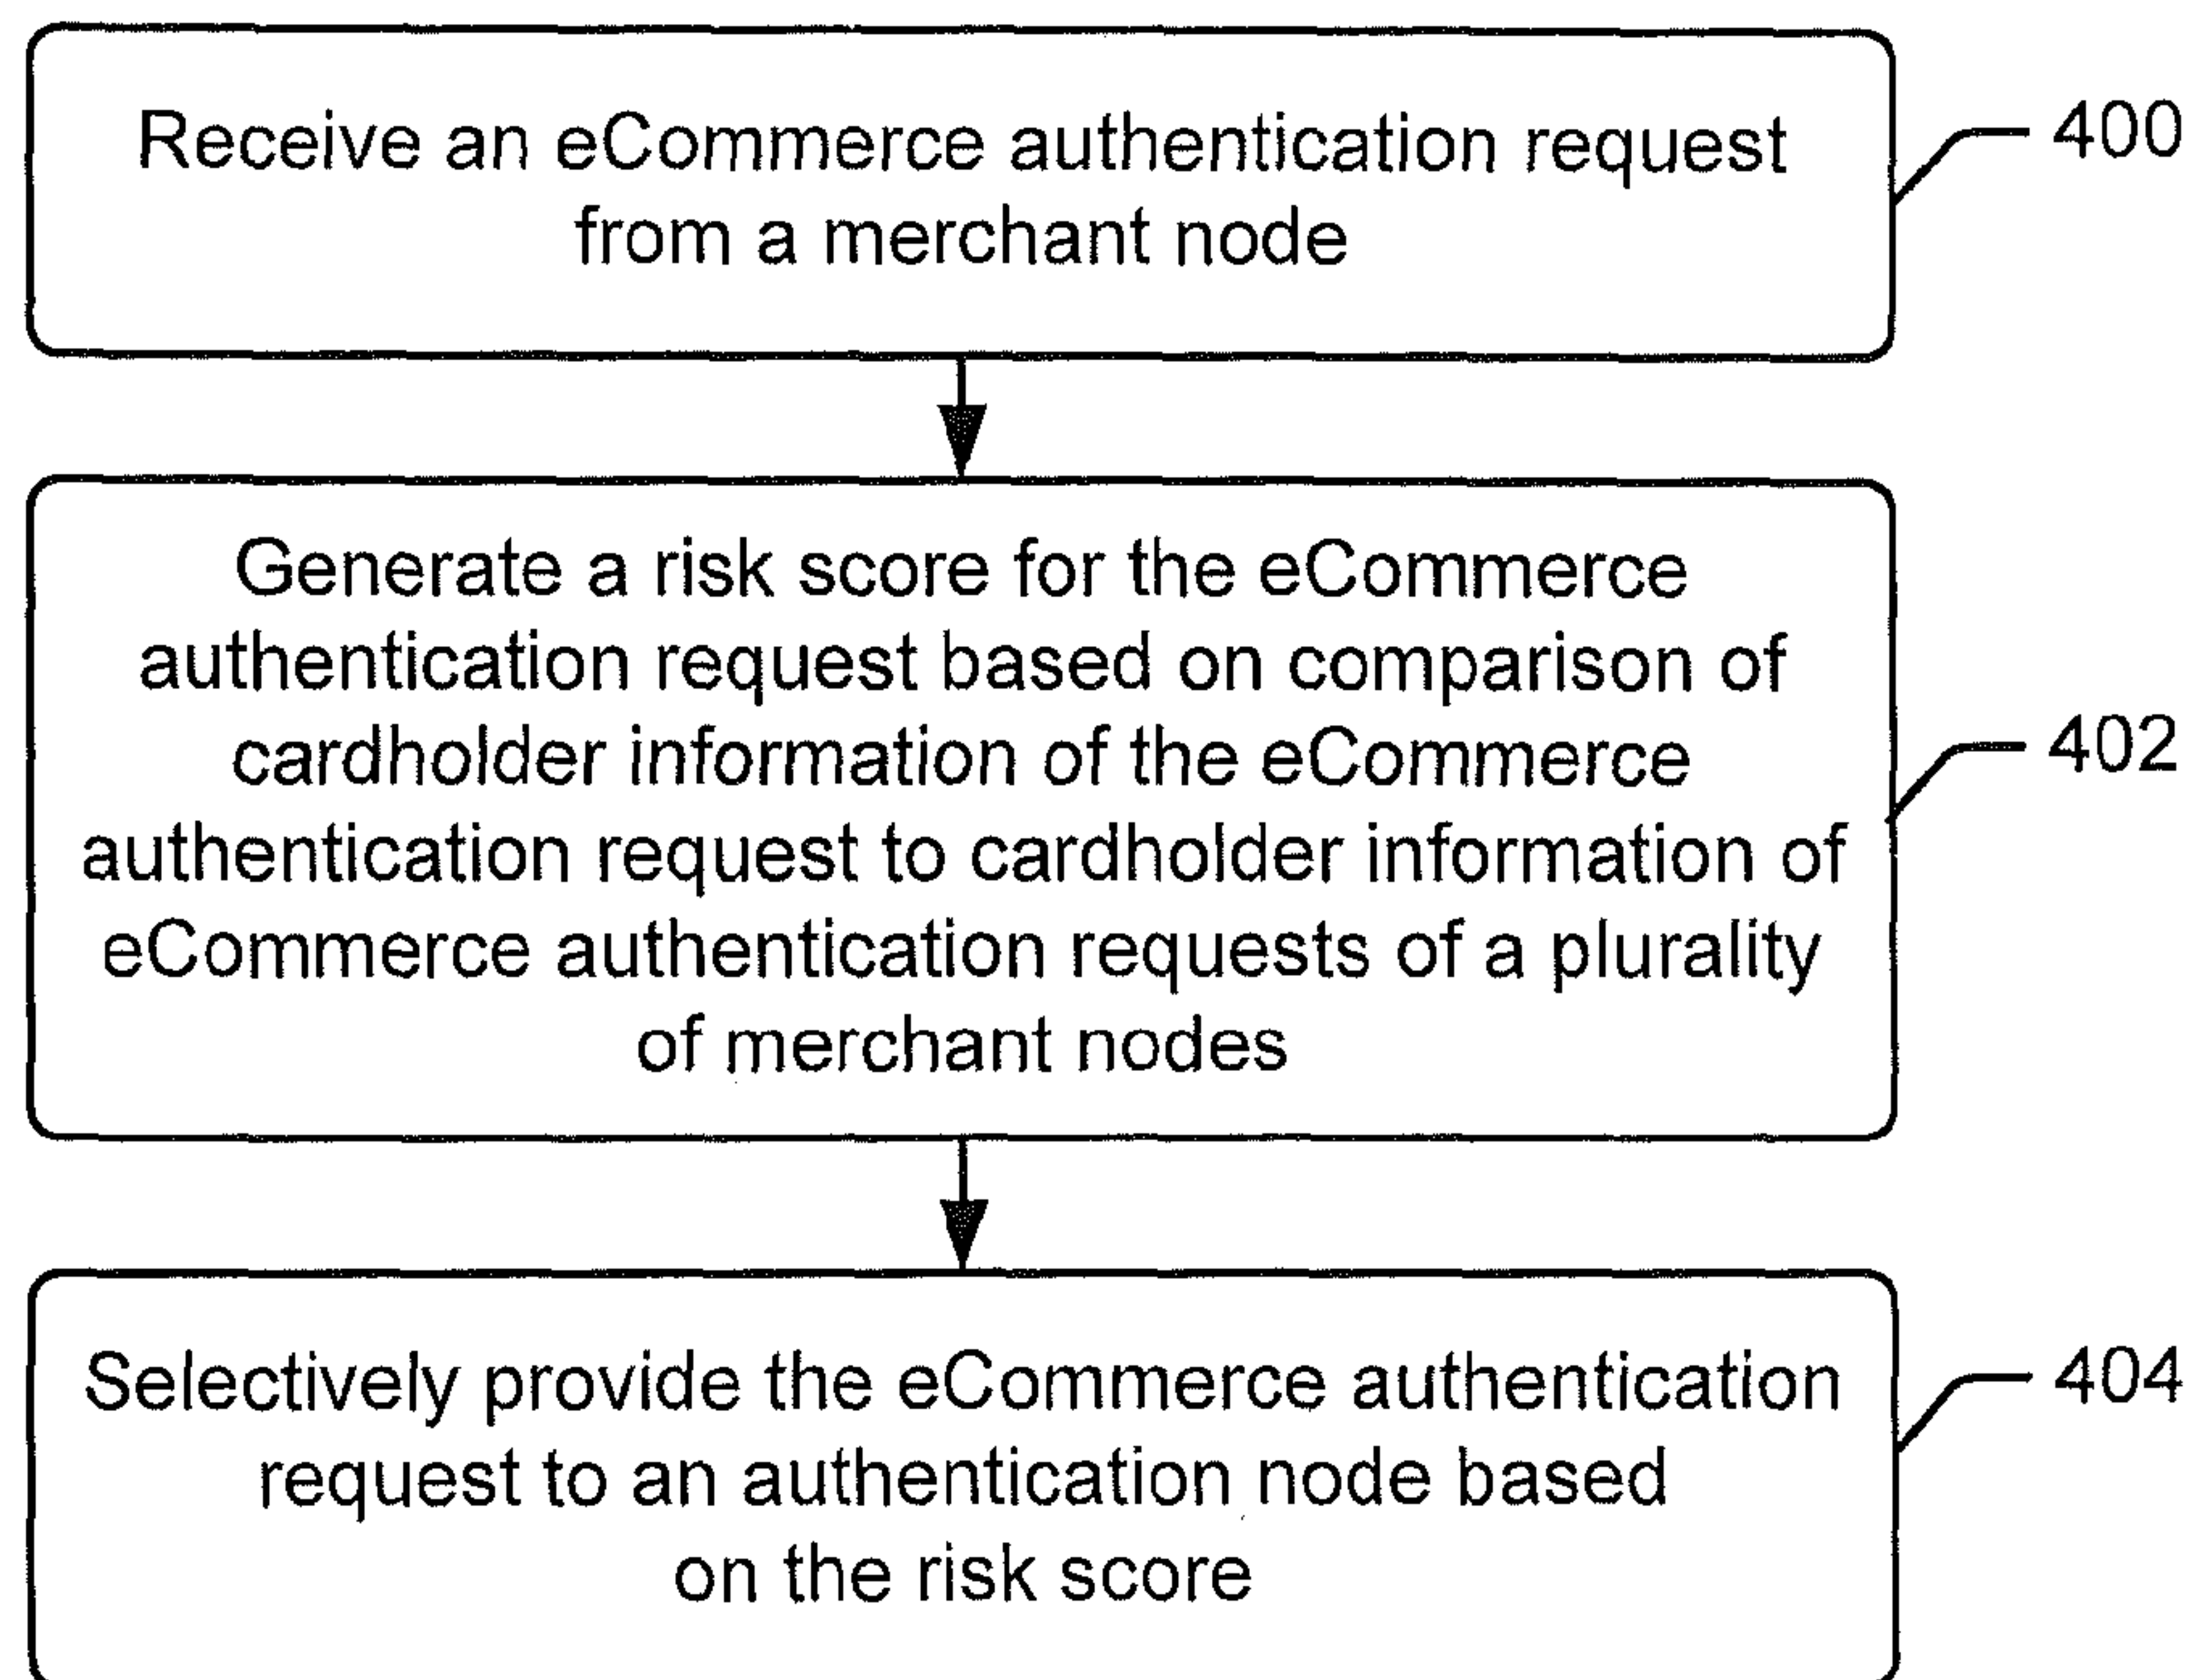 Receive an eCommerce authentication request
from a merchant node
400
Generate a risk score for the eCommerce
authentication request based on comparison of
cardholder information of the eCommerce
authentication request to cardholder information of
eCommerce authentication requests of a plurality
of merchant nodes
402
Selectively provide the eCommerce authentication
request to an authentication node based
on the risk score
404